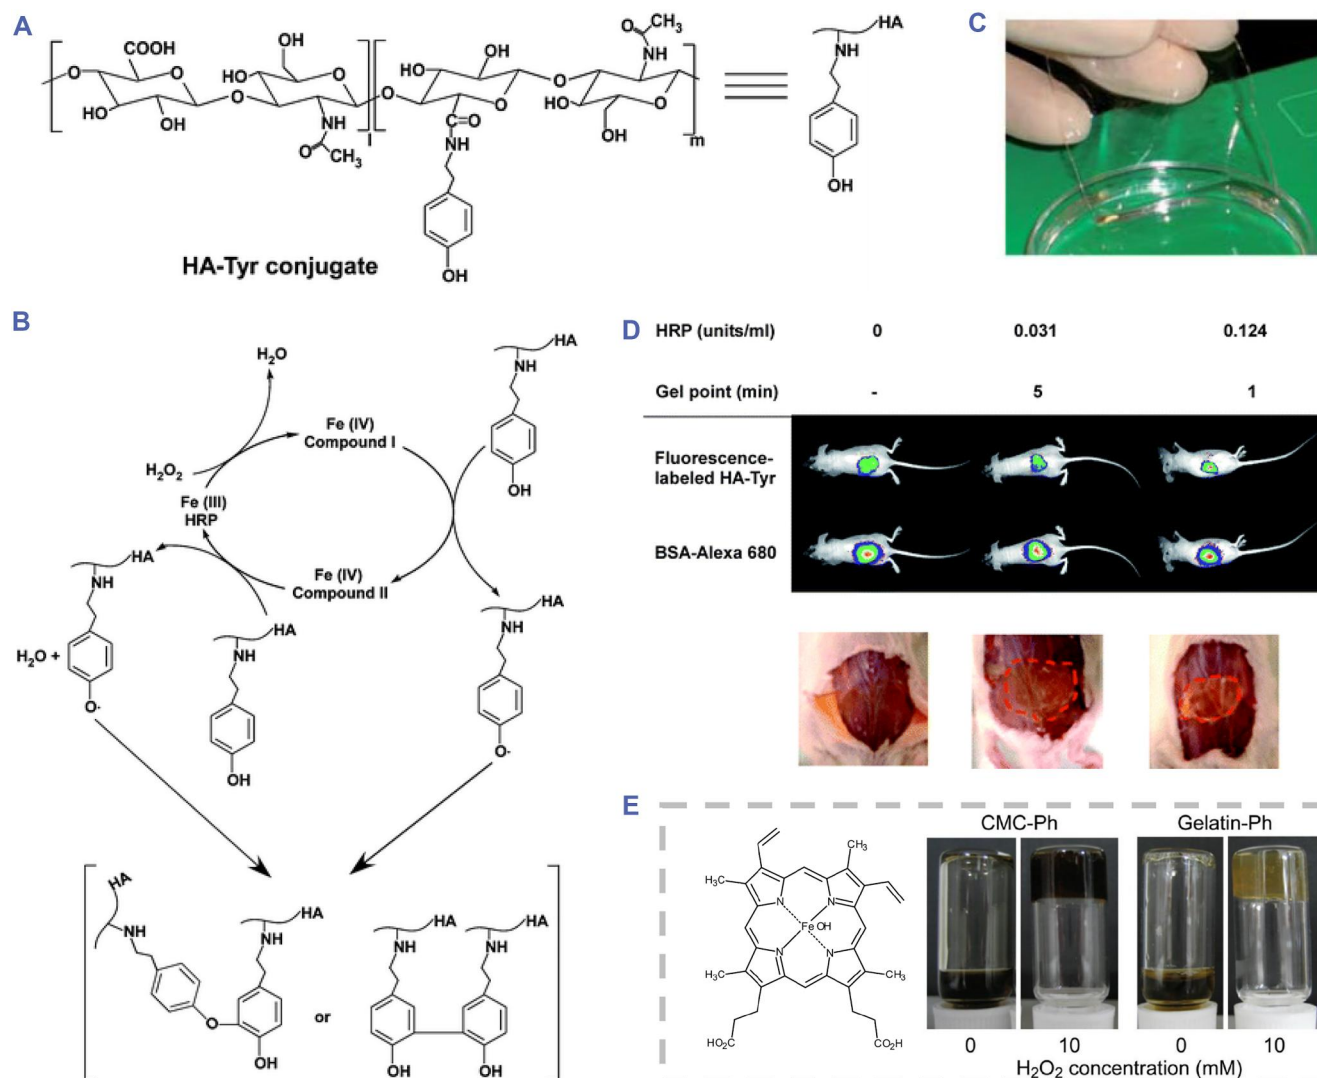 A
COOH
O
O
HO
OH
OH
HO
O
O
NH
O
CH₃
l
HO
OH
O
O
O
C=O
NH
OH
O
CH₃
NH
O
HO
O
OH
m
HA
NH
OH
HA-Tyr conjugate
C
B
H₂O
H₂O₂
Fe (III)
HRP
Fe (IV)
Compound I
Fe (IV)
Compound II
HA
NH
OH
HA
NH
H₂O +
O·
HA
NH
OH
HA
NH
O·
HA
NH
O
HA
NH
OH
or
HA
NH
OH
HA
NH
OH
D
HRP (units/ml) 0 0.031 0.124
Gel point (min) - 5 1
Fluorescence-
labeled HA-Tyr
BSA-Alexa 680
E
CH₃
H₃C
N
N
Fe OH
N
N
H₃C
CH₃
HO₂C
CO₂H
CMC-Ph Gelatin-Ph
0 10 0 10
H₂O₂ concentration (mM)